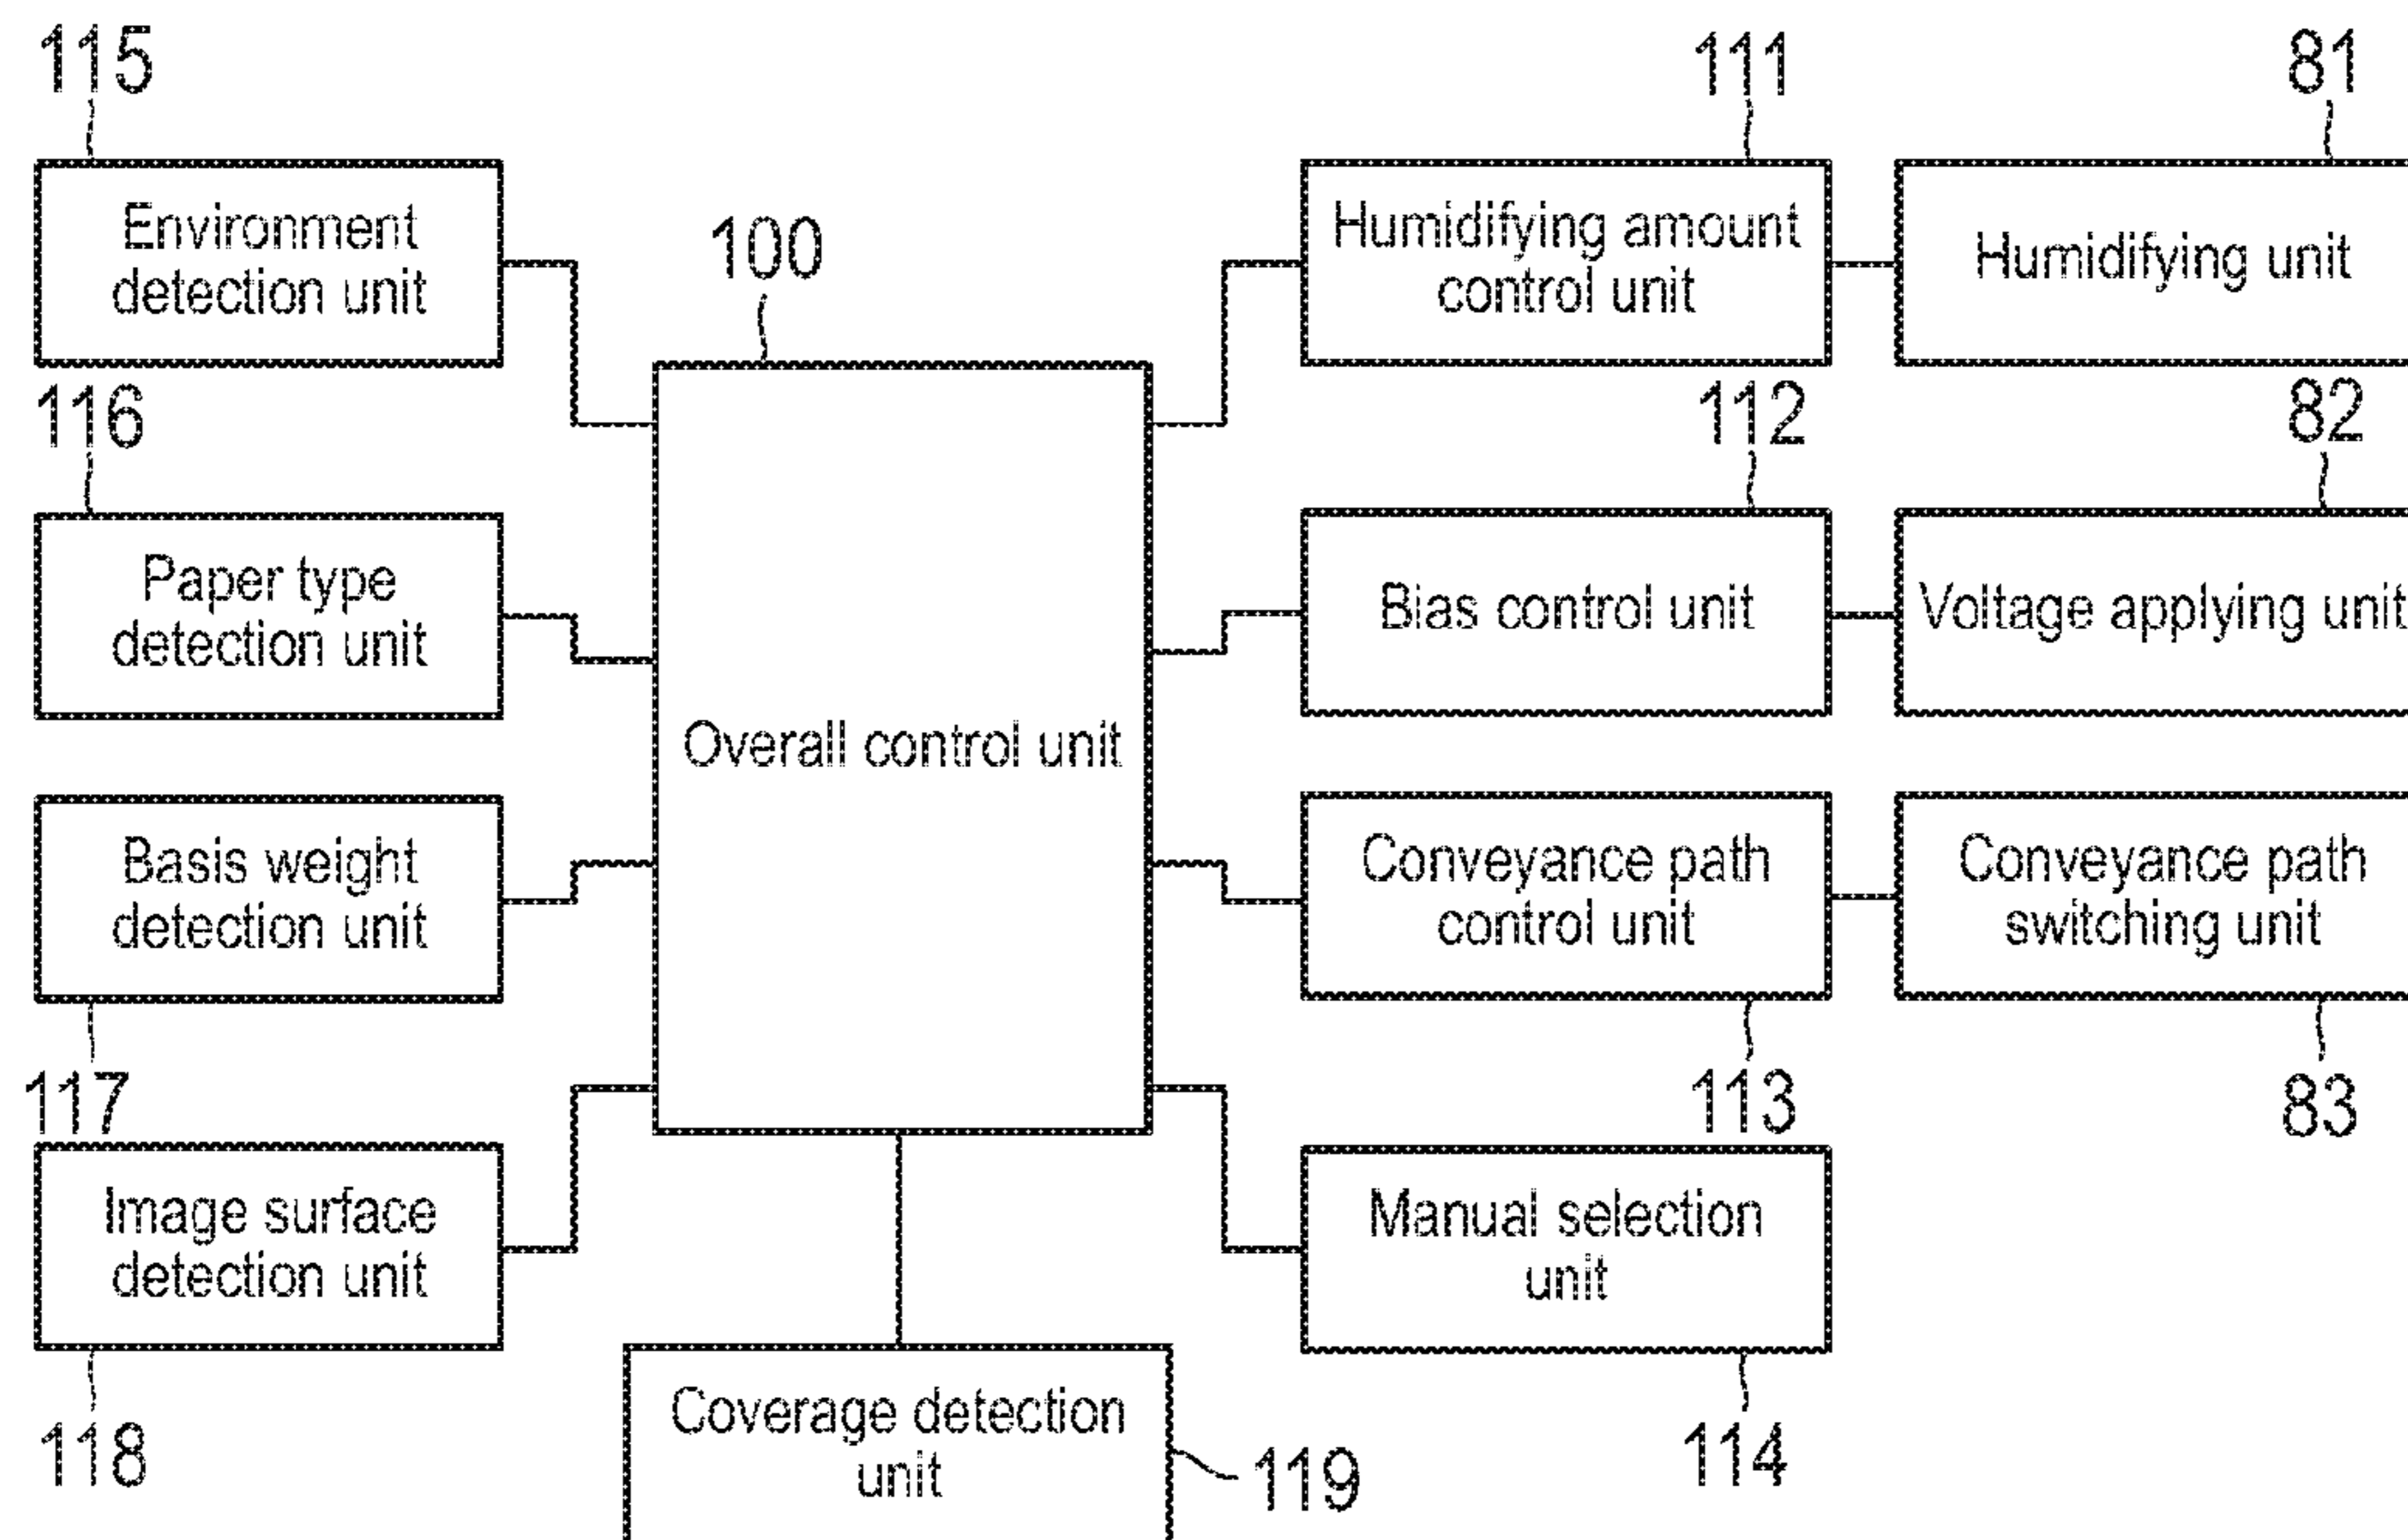 115
111
81
Environment
detection unit
100
Humidifying amount
control unit
Humidifying unit
116
112
82
Paper type
detection unit
Overall control unit
Bias control unit
Voltage applying unit
Basis weight
detection unit
Conveyance path
control unit
Conveyance path
switching unit
117
113
83
Image surface
detection unit
Manual selection
unit
118
Coverage detection
unit
119
114